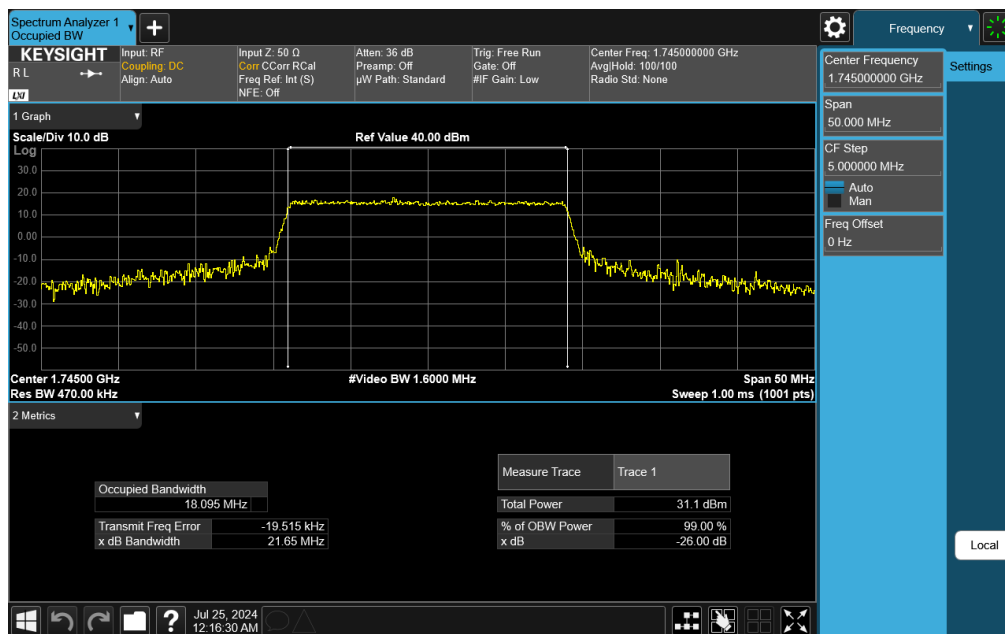 Spectrum Analyzer 1
Occupied BW
Frequency
KEYSIGHT
R L
LXI
Input: RF
Coupling: DC
Align: Auto
Input Z: 50 Ω
Corr CCorr RCal
Freq Ref: Int (S)
NFE: Off
Atten: 36 dB
Preamp: Off
µW Path: Standard
Trig: Free Run
Gate: Off
#IF Gain: Low
Center Freq: 1.745000000 GHz
Avg|Hold: 100/100
Radio Std: None
Center Frequency
1.745000000 GHz
Settings
Span
50.000 MHz
CF Step
5.000000 MHz
Auto
Man
Freq Offset
0 Hz
Local
1 Graph
Scale/Div 10.0 dB
Ref Value 40.00 dBm
Log
30.0
20.0
10.0
0.00
-10.0
-20.0
-30.0
-40.0
-50.0
Center 1.74500 GHz
#Video BW 1.6000 MHz
Span 50 MHz
Res BW 470.00 kHz
Sweep 1.00 ms (1001 pts)
2 Metrics
Measure Trace Trace 1
Occupied Bandwidth
18.095 MHz
Total Power 31.1 dBm
Transmit Freq Error -19.515 kHz
% of OBW Power 99.00 %
x dB Bandwidth 21.65 MHz
x dB -26.00 dB
?
Jul 25, 2024
12:16:30 AM